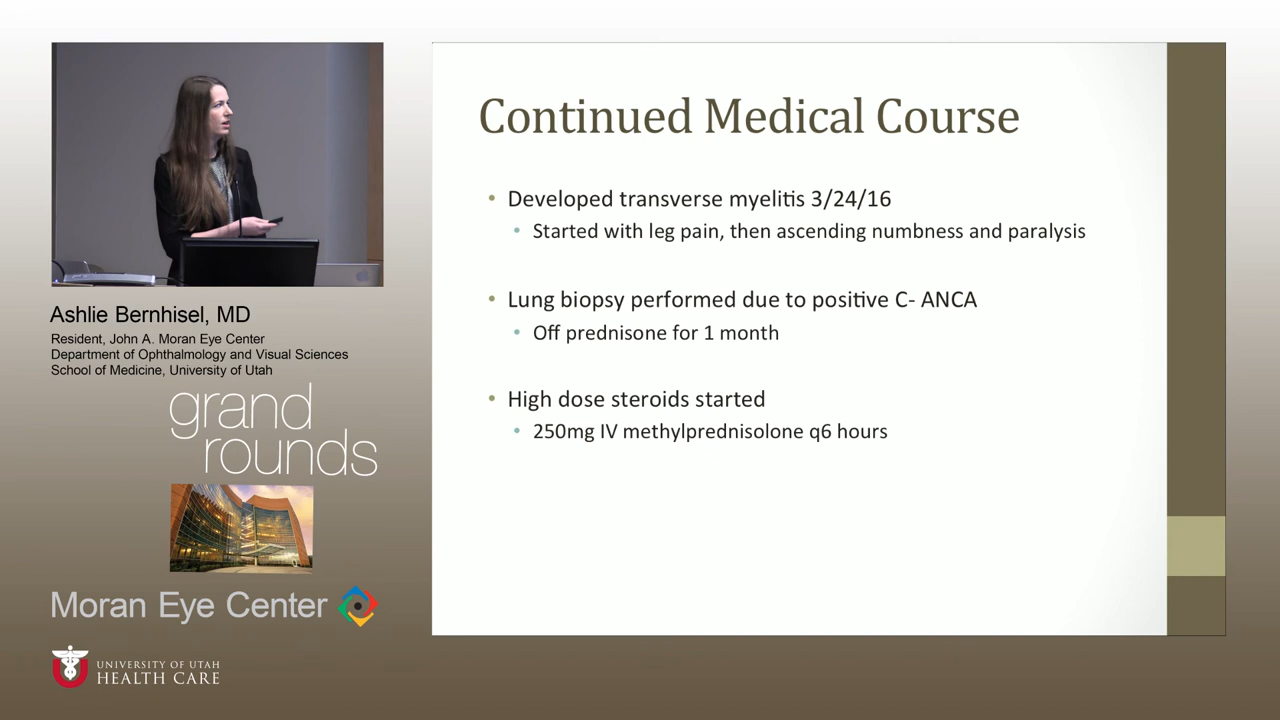 Continued Medical Course
• Developed transverse myelitis 3/24/16
• Started with leg pain, then ascending numbness and paralysis
• Lung biopsy performed due to positive C- ANCA
• Off prednisone for 1 month
• High dose steroids started
• 250mg IV methylprednisolone q6 hours
Ashlie Bernhisel, MD
Resident, John A. Moran Eye Center
Department of Ophthalmology and Visual Sciences
School of Medicine, University of Utah
grand
rounds
Moran Eye Center
UNIVERSITY OF UTAH
HEALTH CARE